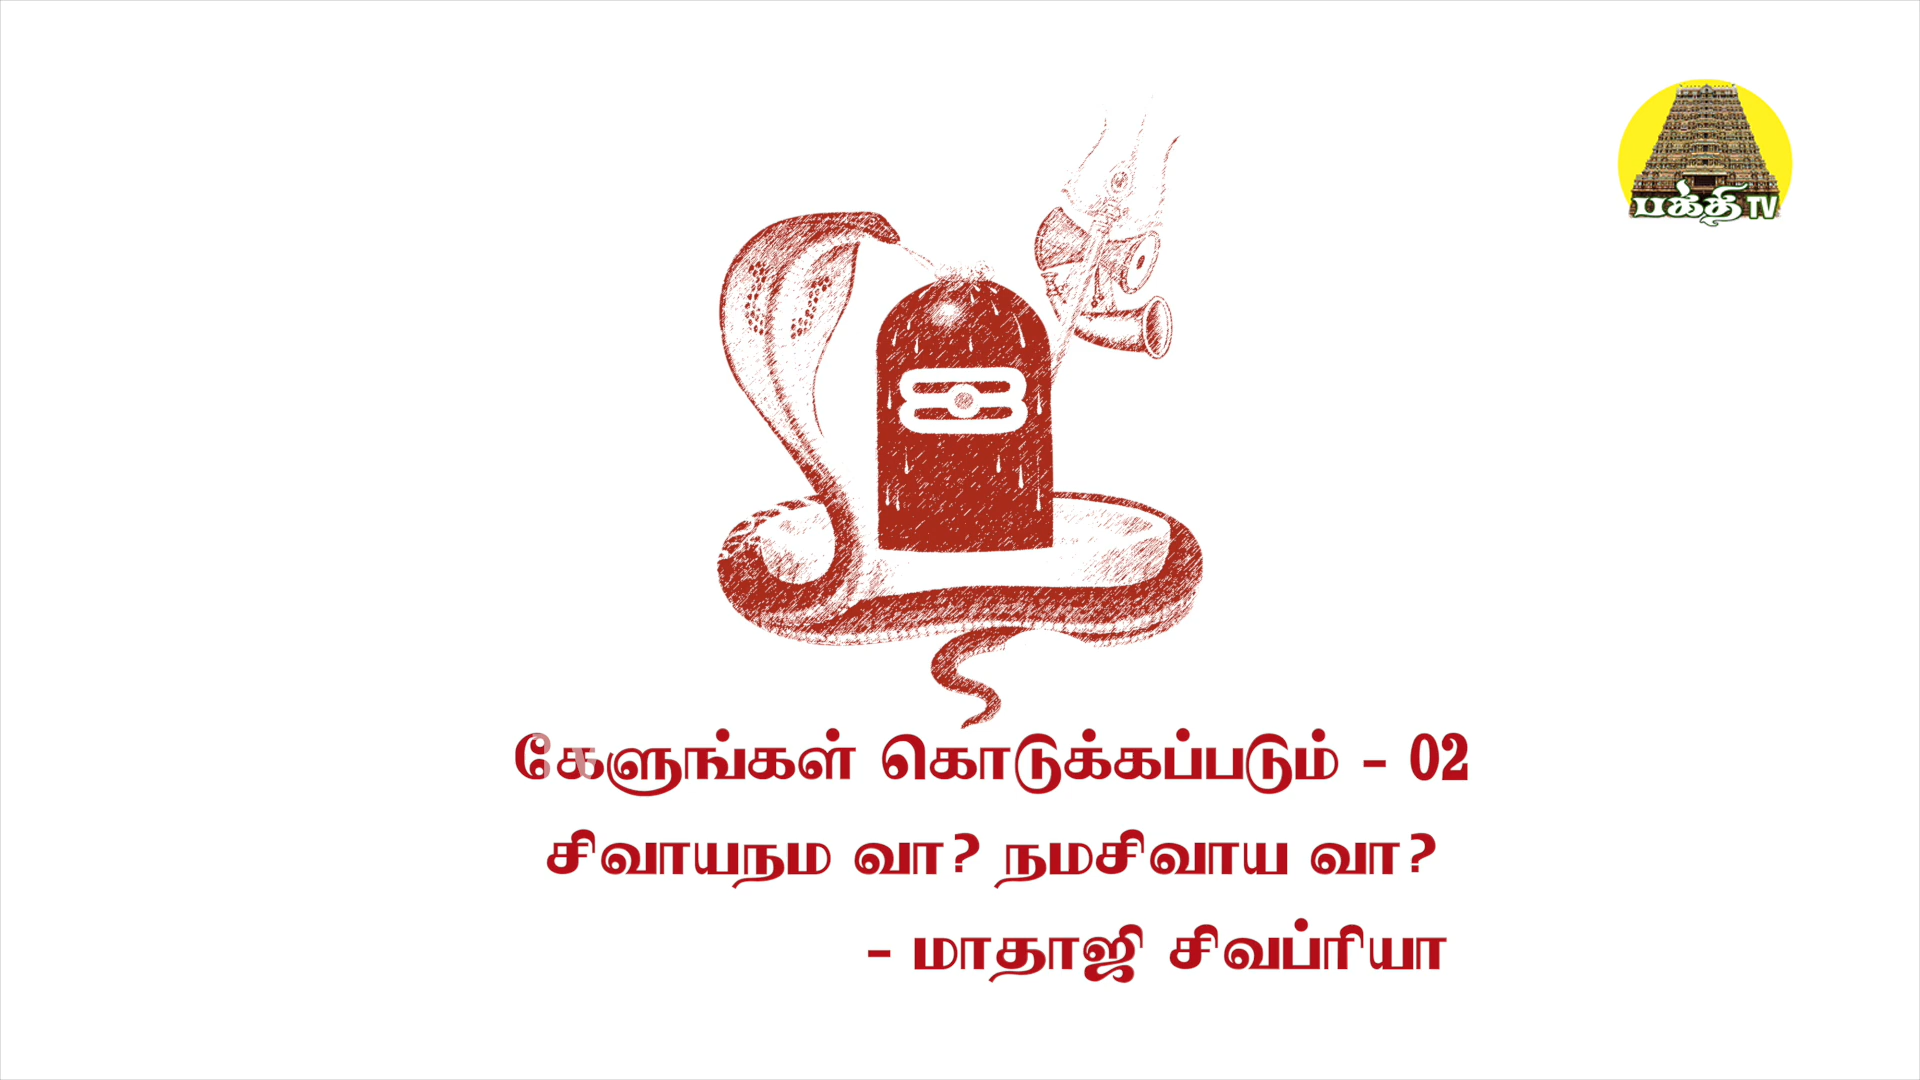 பக்தி TV
கேளுங்கள் கொடுக்கப்படும் - 02
சிவாயநம வா? நமசிவாய வா?
- மாதாஜி சிவப்ரியா